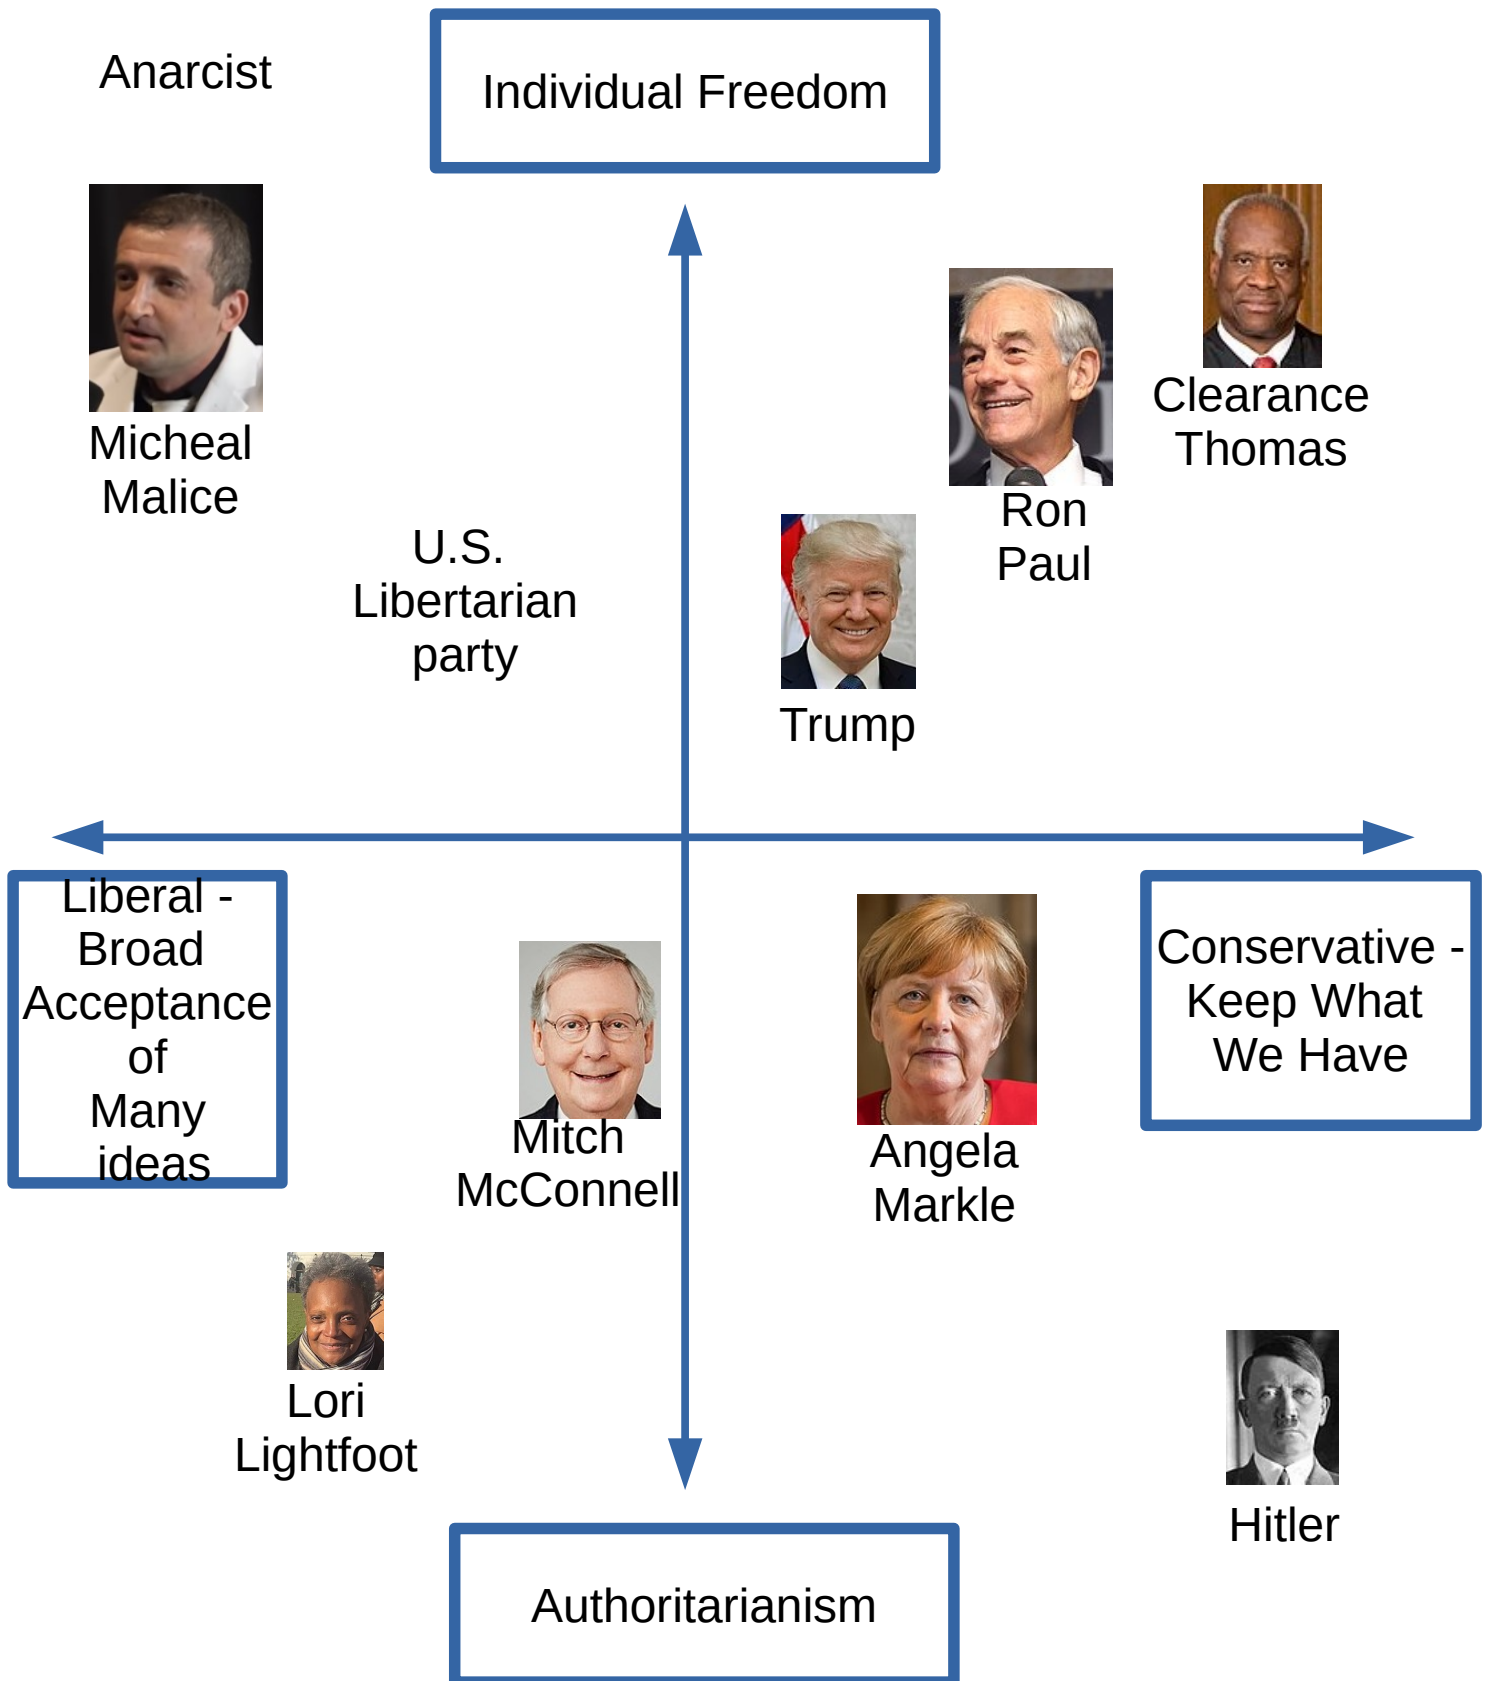 Anarcist
Individual Freedom
Micheal
Malice
Clearance
Thomas
Ron
Paul
U.S.
Libertarian
party
Trump
Liberal -
Broad
Acceptance
of
Many
ideas
Conservative -
Keep What
We Have
Mitch
McConnell
Angela
Markle
Lori
Lightfoot
Hitler
Authoritarianism